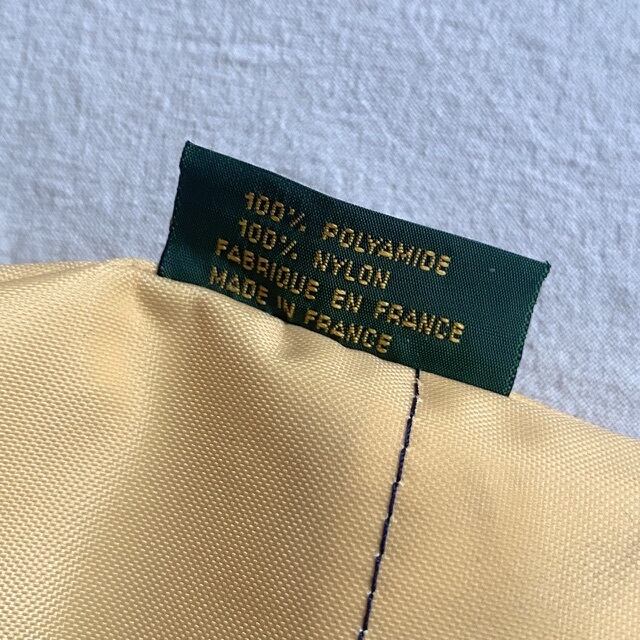 100% POLYAMIDE
100% NYLON
FABRIQUE EN FRANCE
MADE IN FRANCE